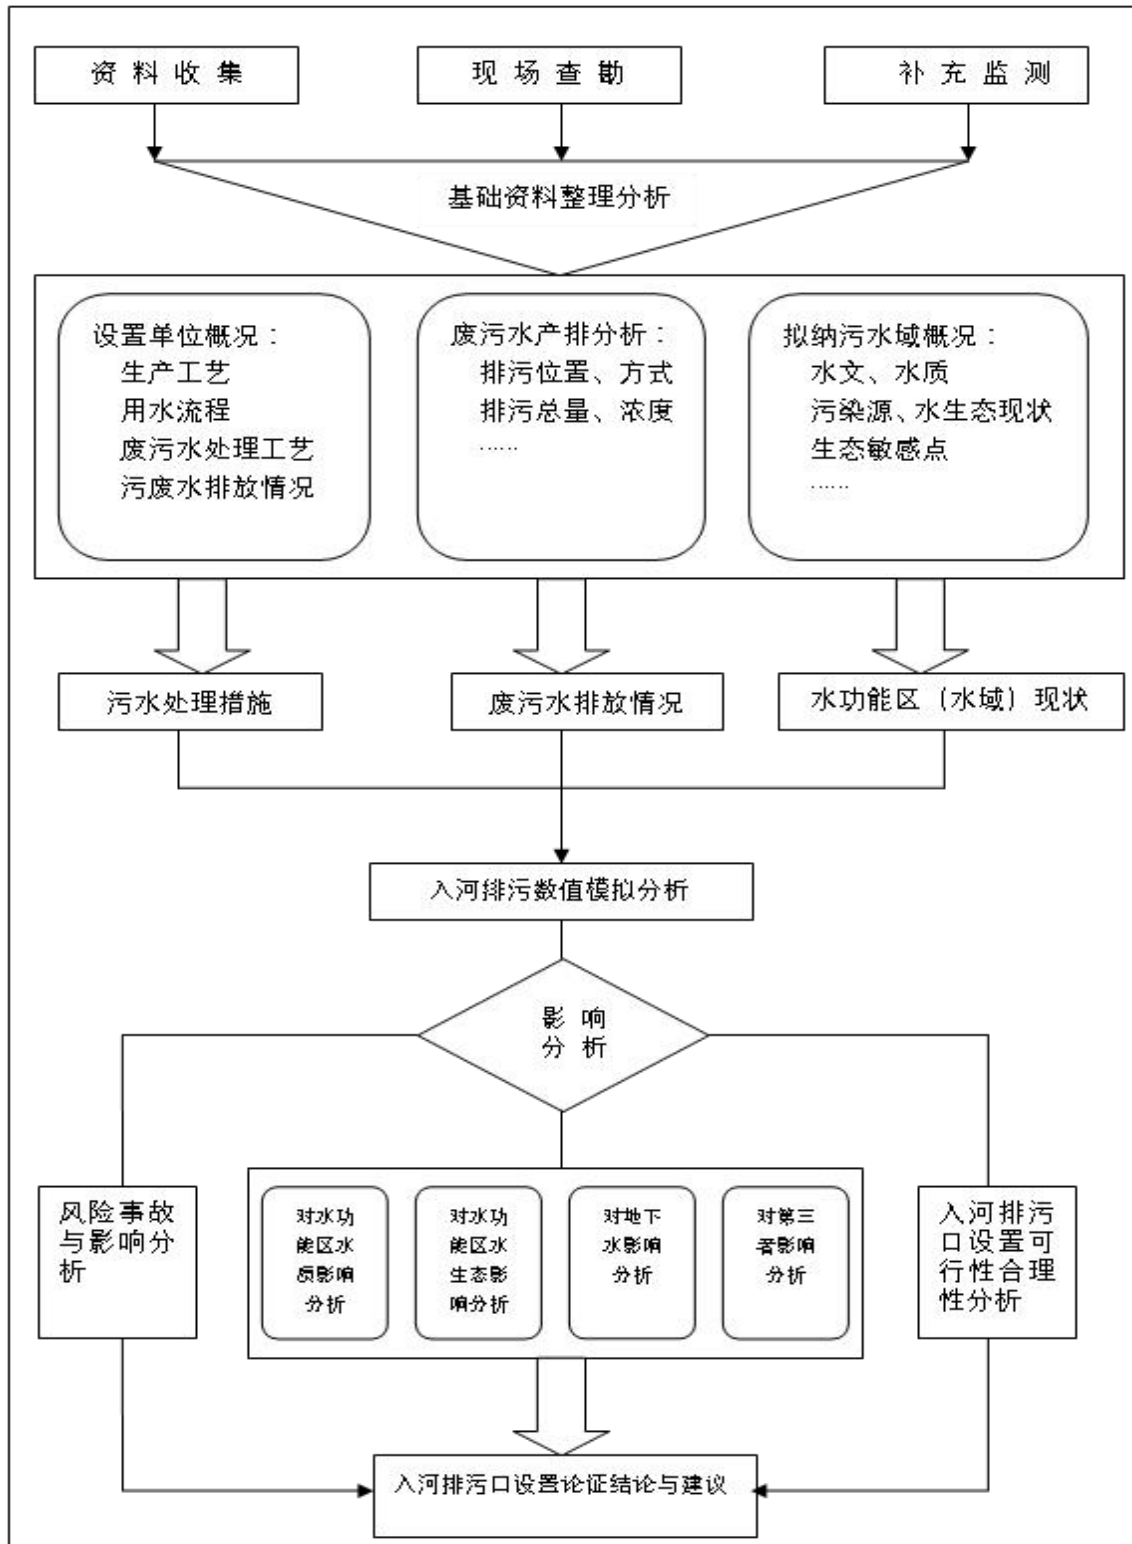 资料收集
现场查勘
补充监测
基础资料整理分析
设置单位概况：
生产工艺
用水流程
废污水处理工艺
污废水排放情况
废污水产排分析：
排污位置、方式
排污总量、浓度
……
拟纳污水域概况：
水文、水质
污染源、水生态现状
生态敏感点
……
污水处理措施
废污水排放情况
水功能区（水域）现状
入河排污数值模拟分析
影响
分析
风险事故
与影响分
析
对水功
能区水
质影响
分析
对水功
能区水
生态影
响分析
对地下
水影响
分析
对第三
者影响
分析
入河排污
口设置可
行性合理
性分析
入河排污口设置论证结论与建议